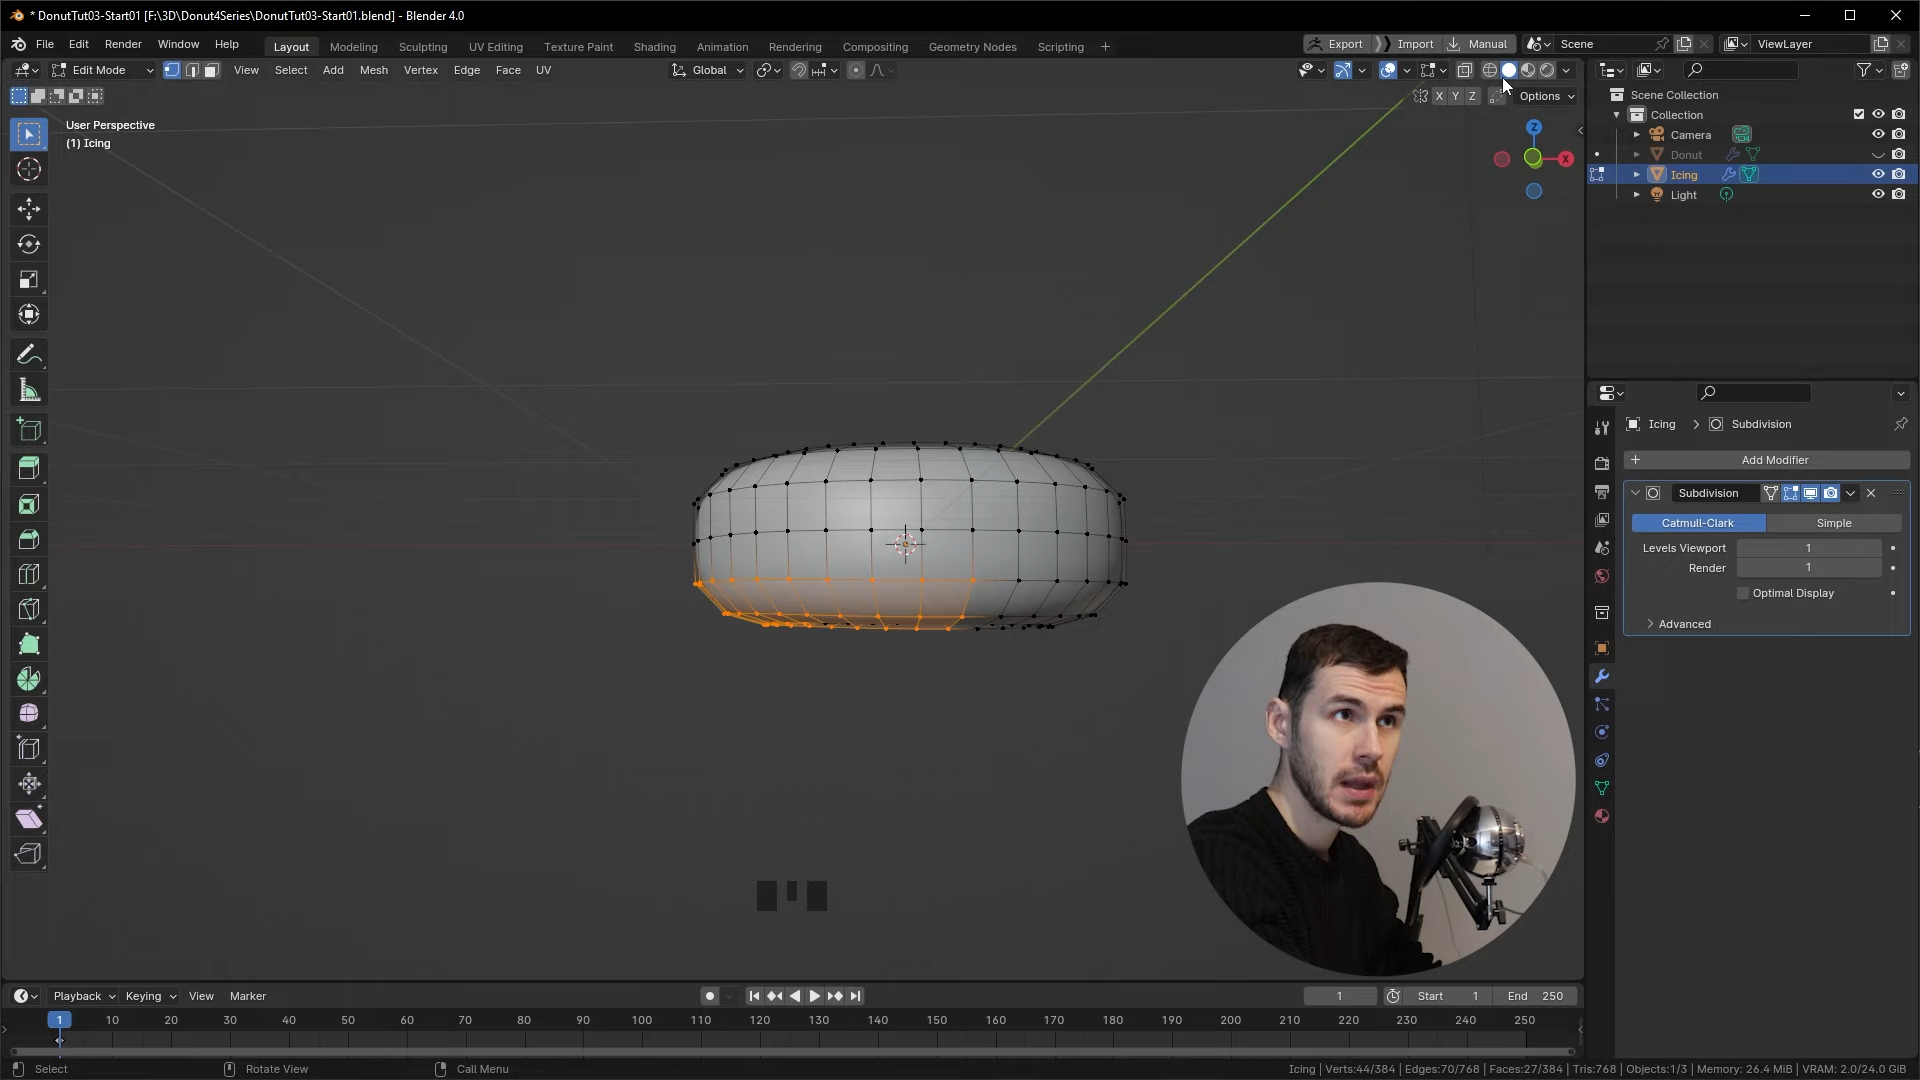 * DonutTut03-Start01 [F:\3D\Donut4Series\DonutTut03-Start01.blend] - Blender 4.0
File Edit Render Window Help Layout Modeling Sculpting UV Editing Texture Paint Shading Animation Rendering Compositing Geometry Nodes Scripting + Export Import Manual Scene ViewLayer
Edit Mode View Select Add Mesh Vertex Edge Face UV Global
X Y Z Options
User Perspective
(1) Icing
Z
X
Scene Collection
Collection
Camera
Donut
Icing
Light
Icing > Subdivision
+ Add Modifier
Subdivision
Catmull-Clark Simple
Levels Viewport 1
Render 1
Optimal Display
Advanced
Playback Keying View Marker 1 Start 1 End 250
1 10 20 30 40 50 60 70 80 90 100 110 120 130 140 150 160 170 180 190 200 210 220 230 240 250
Select Rotate View Call Menu Icing | Verts:44/384 | Edges:70/768 | Faces:27/384 | Tris:768 | Objects:1/3 | Memory: 26.4 MiB | VRAM: 2.0/24.0 GiB